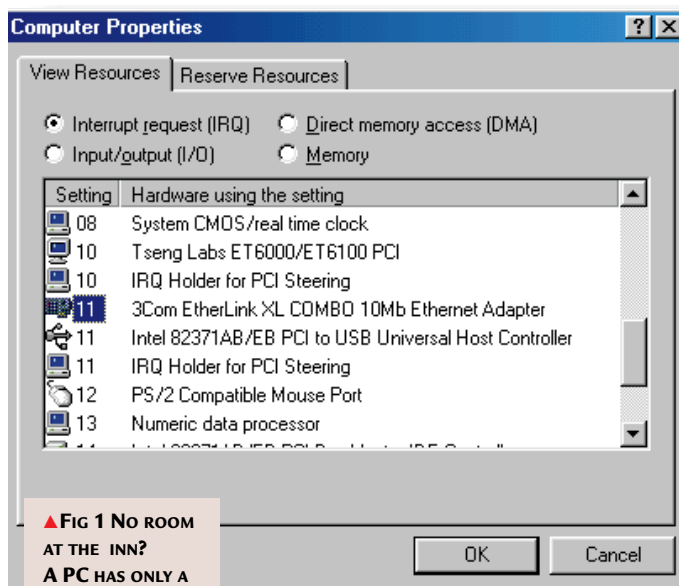 Computer Properties
View Resources Reserve Resources
Interrupt request (IRQ) Direct memory access (DMA)
Input/output (I/O) Memory
Setting Hardware using the setting
08 System CMOS/real time clock
10 Tseng Labs ET6000/ET6100 PCI
10 IRQ Holder for PCI Steering
11 3Com EtherLink XL COMBO 10Mb Ethernet Adapter
11 Intel 82371AB/EB PCI to USB Universal Host Controller
11 IRQ Holder for PCI Steering
12 PS/2 Compatible Mouse Port
13 Numeric data processor
▲FIG 1 NO ROOM
AT THE INN?
A PC HAS ONLY A
OK Cancel